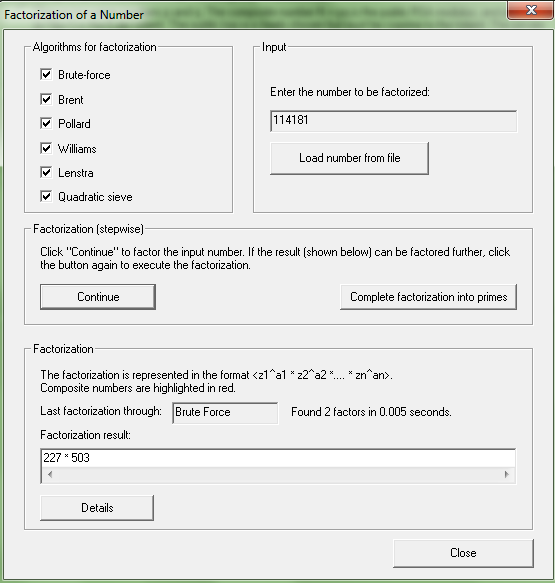 Factorization of a Number
Algorithms for factorization
Brute-force
Brent
Pollard
Williams
Lenstra
Quadratic sieve
Input
Enter the number to be factorized:
114181
Load number from file
Factorization (stepwise)
Click "Continue" to factor the input number. If the result (shown below) can be factored further, click
the button again to execute the factorization.
Continue
Complete factorization into primes
Factorization
The factorization is represented in the format <z1^a1 * z2^a2 *.... * zn^an>.
Composite numbers are highlighted in red.
Last factorization through: Brute Force Found 2 factors in 0.005 seconds.
Factorization result:
227 * 503
Details
Close